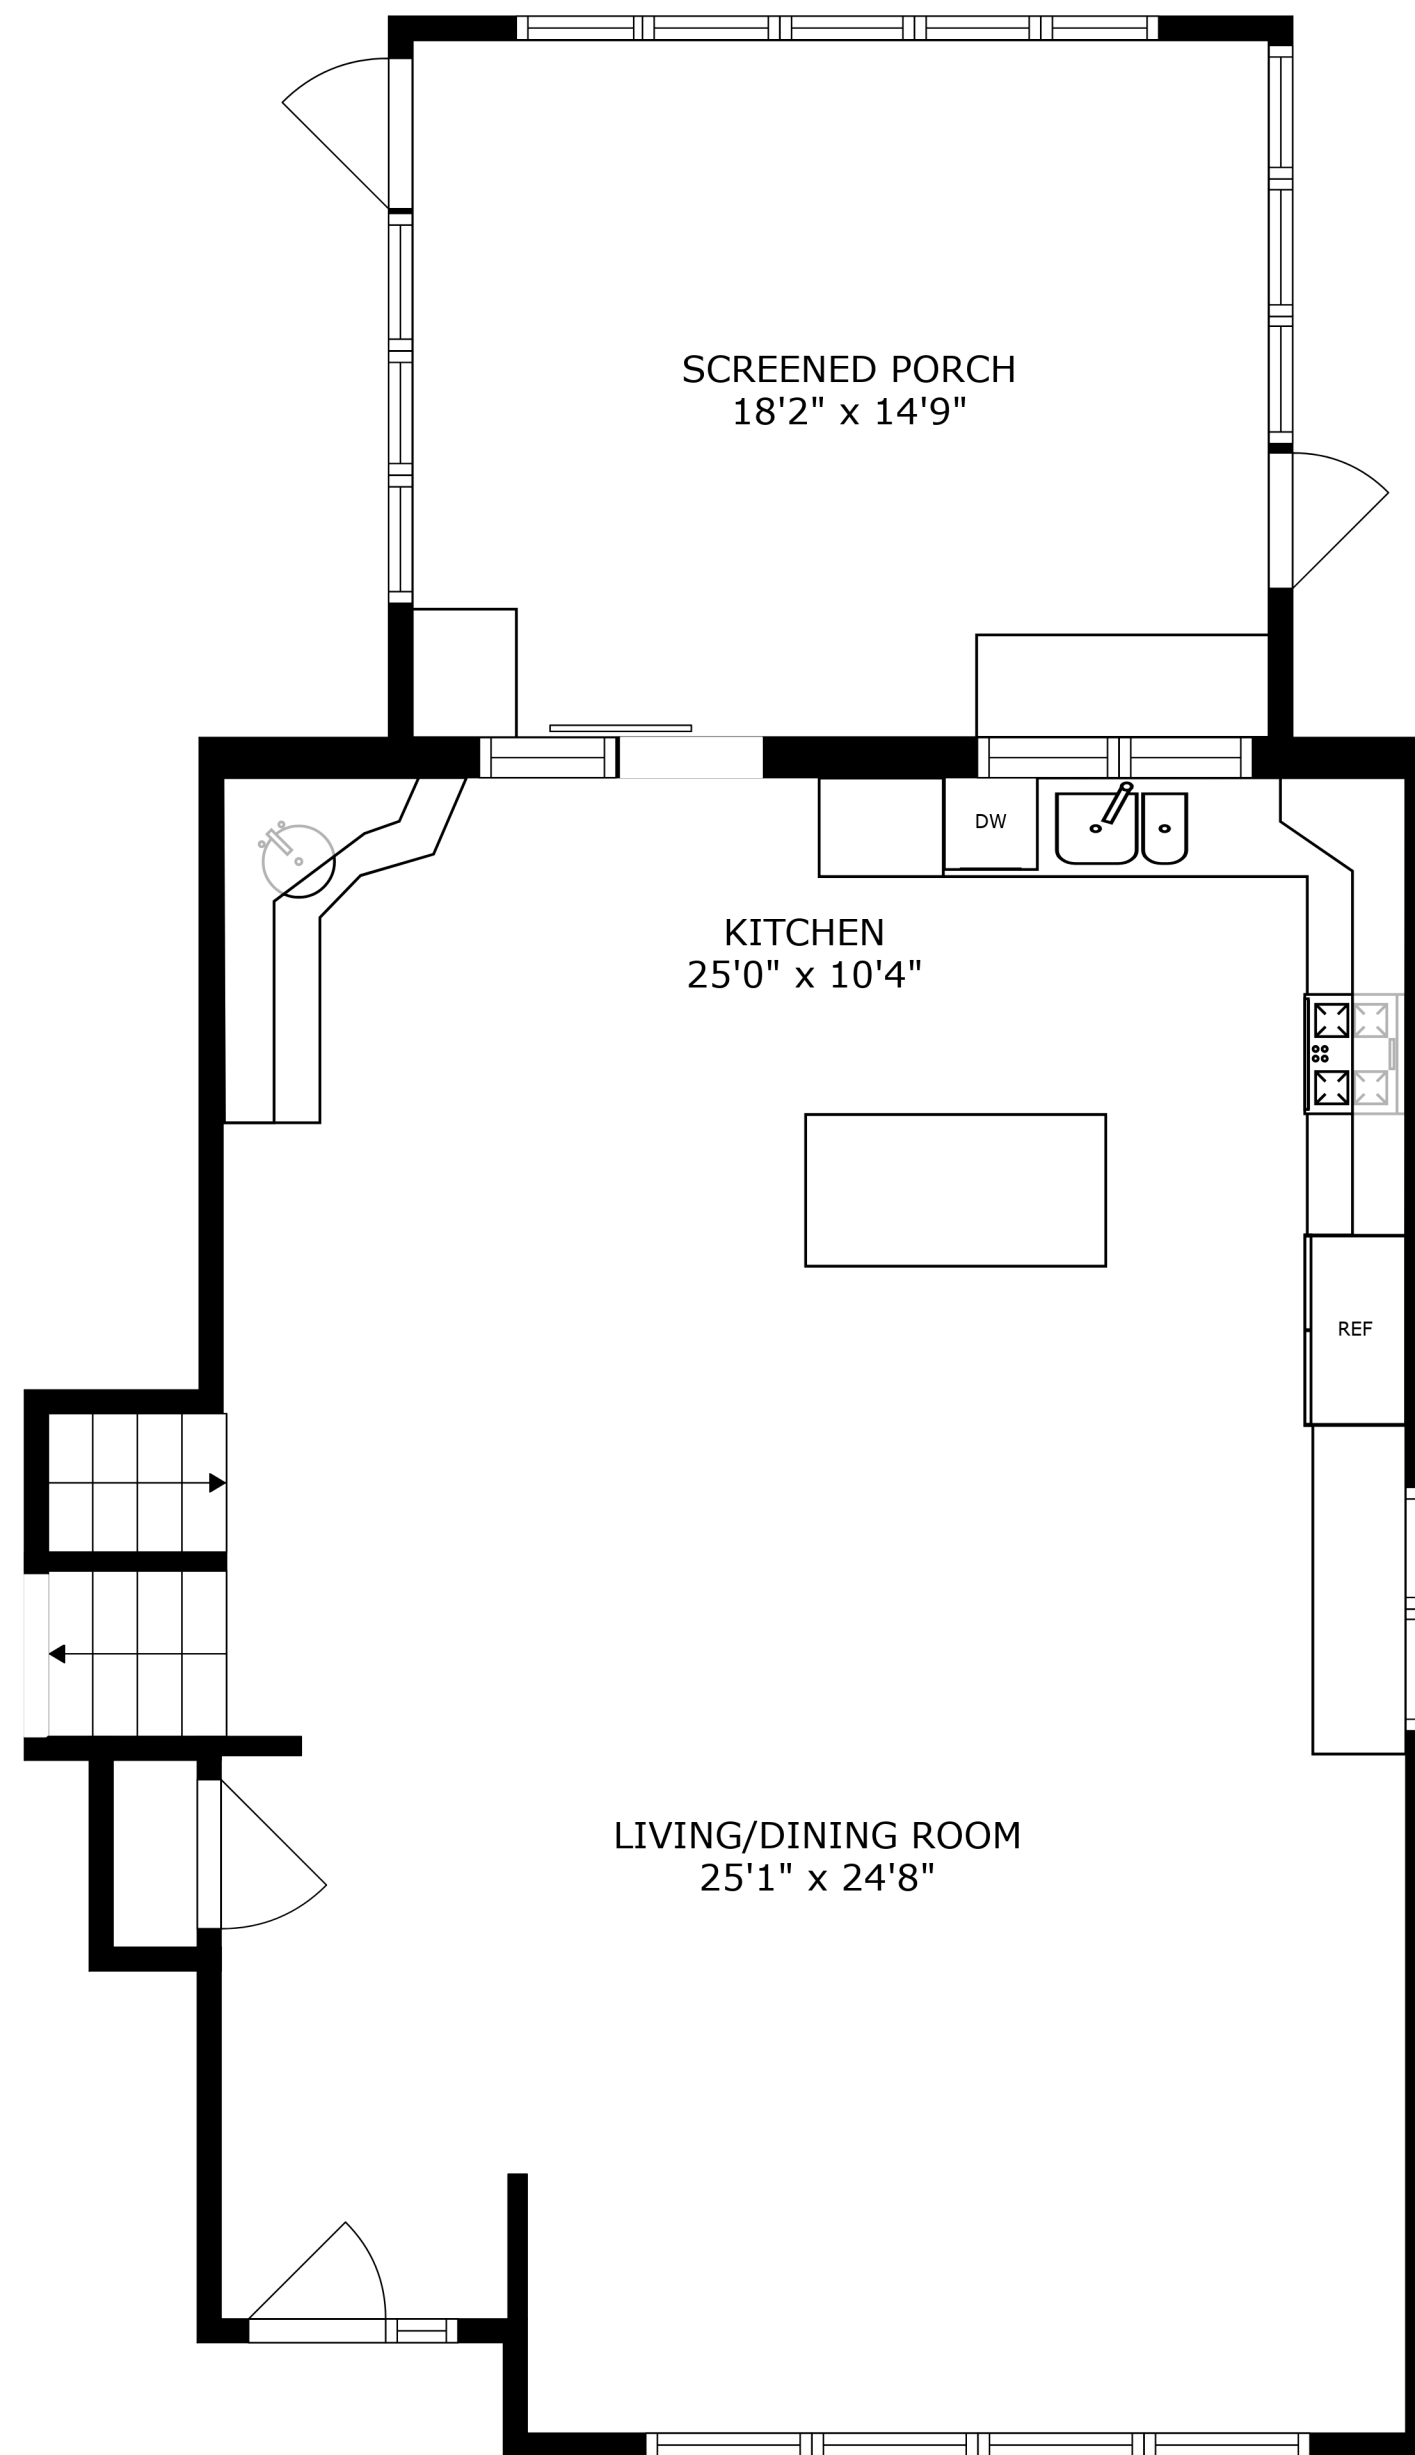 SCREENED PORCH
18'2" x 14'9"
DW
KITCHEN
25'0" x 10'4"
REF
LIVING/DINING ROOM
25'1" x 24'8"